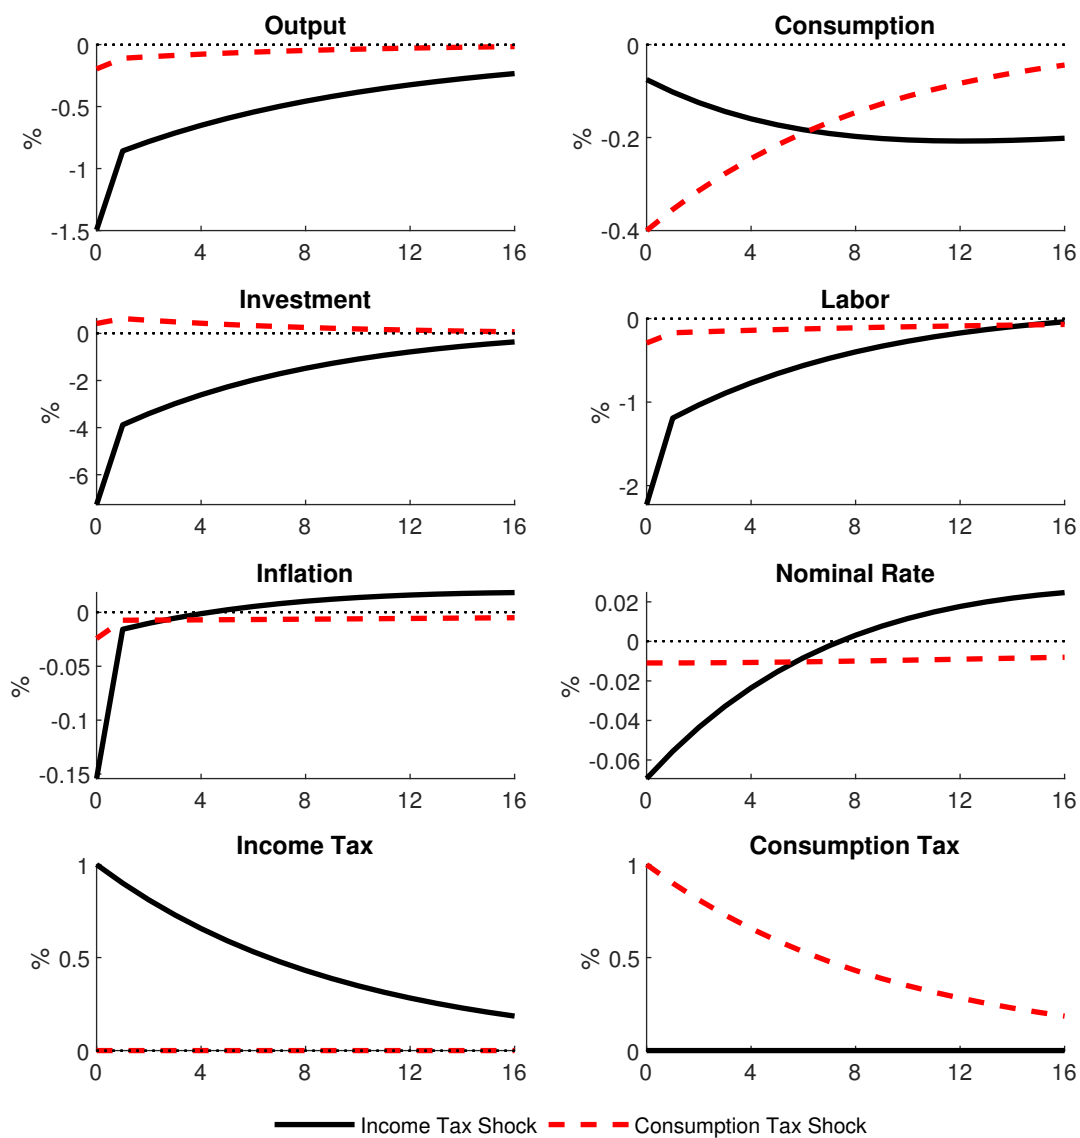 Output
Consumption
0
-0.5
-1
-1.5
%
0 4 8 12 16
0
-0.2
-0.4
%
0 4 8 12 16
Investment
Labor
0
-2
-4
-6
%
0 4 8 12 16
0
-1
-2
%
0 4 8 12 16
Inflation
Nominal Rate
0
-0.05
-0.1
-0.15
%
0 4 8 12 16
0.02
0
-0.02
-0.04
-0.06
%
0 4 8 12 16
Income Tax
Consumption Tax
1
0.5
0
%
0 4 8 12 16
1
0.5
0
%
0 4 8 12 16
Income Tax Shock
Consumption Tax Shock